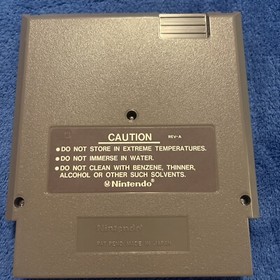 CAUTION
REV-A
● DO NOT STORE IN EXTREME TEMPERATURES.
● DO NOT IMMERSE IN WATER.
● DO NOT CLEAN WITH BENZENE, THINNER,
ALCOHOL OR OTHER SUCH SOLVENTS.
Nintendo
Nintendo